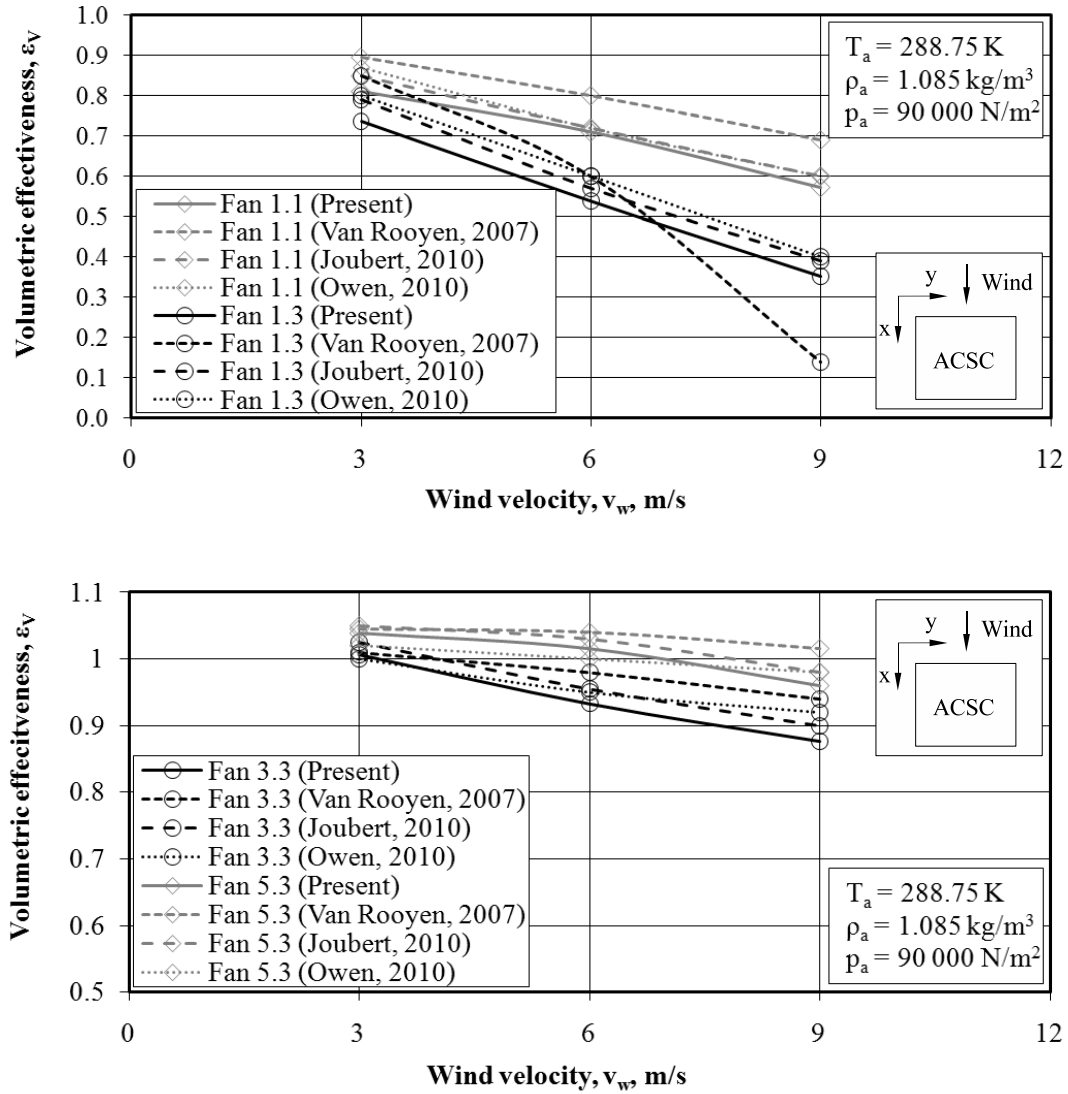 1.0
0.9
0.8
0.7
0.6
0.5
0.4
0.3
0.2
0.1
0.0
Volumetric effectiveness, εV
Ta = 288.75 K
ρa = 1.085 kg/m³
pa = 90 000 N/m²
Fan 1.1 (Present)
Fan 1.1 (Van Rooyen, 2007)
Fan 1.1 (Joubert, 2010)
Fan 1.1 (Owen, 2010)
Fan 1.3 (Present)
Fan 1.3 (Van Rooyen, 2007)
Fan 1.3 (Joubert, 2010)
Fan 1.3 (Owen, 2010)
y
Wind
x
ACSC
0 3 6 9 12
Wind velocity, vw, m/s
1.1
1
0.9
0.8
0.7
0.6
0.5
Volumetric effecitveness, εV
y
Wind
x
ACSC
Fan 3.3 (Present)
Fan 3.3 (Van Rooyen, 2007)
Fan 3.3 (Joubert, 2010)
Fan 3.3 (Owen, 2010)
Fan 5.3 (Present)
Fan 5.3 (Van Rooyen, 2007)
Fan 5.3 (Joubert, 2010)
Fan 5.3 (Owen, 2010)
Ta = 288.75 K
ρa = 1.085 kg/m³
pa = 90 000 N/m²
0 3 6 9 12
Wind velocity, vw, m/s